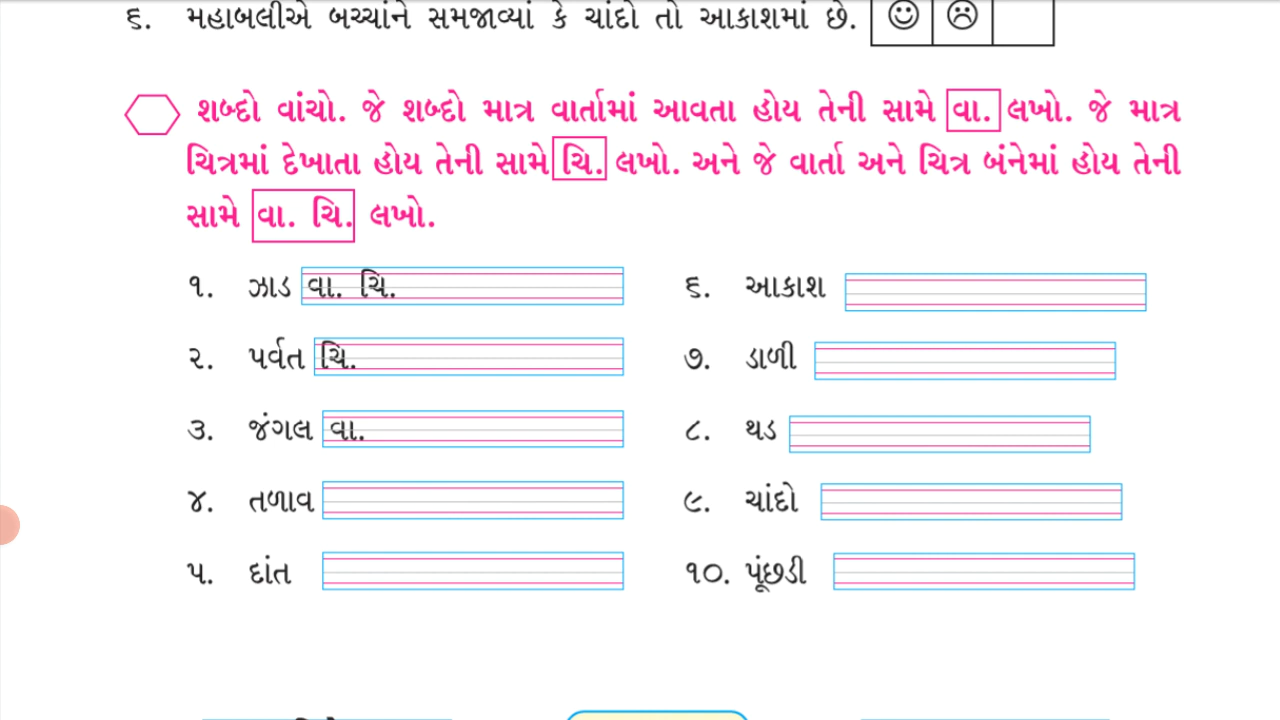 ૬. મહાબલીએ બચ્ચાંને સમજાવ્યાં કે ચાંદો તો આકાશમાં છે.
શબ્દો વાંચો. જે શબ્દો માત્ર વાર્તામાં આવતા હોય તેની સામે વા. લખો. જે માત્ર
ચિત્રમાં દેખાતા હોય તેની સામે ચિ. લખો. અને જે વાર્તા અને ચિત્ર બંનેમાં હોય તેની
સામે વા. ચિ. લખો.
૧. ઝાડ વા. ચિ.
૨. પર્વત ચિ.
૩. જંગલ વા.
૪. તળાવ
૫. દાંત
૬. આકાશ
૭. ડાળી
૮. થડ
૯. ચાંદો
૧૦. પૂંછડી